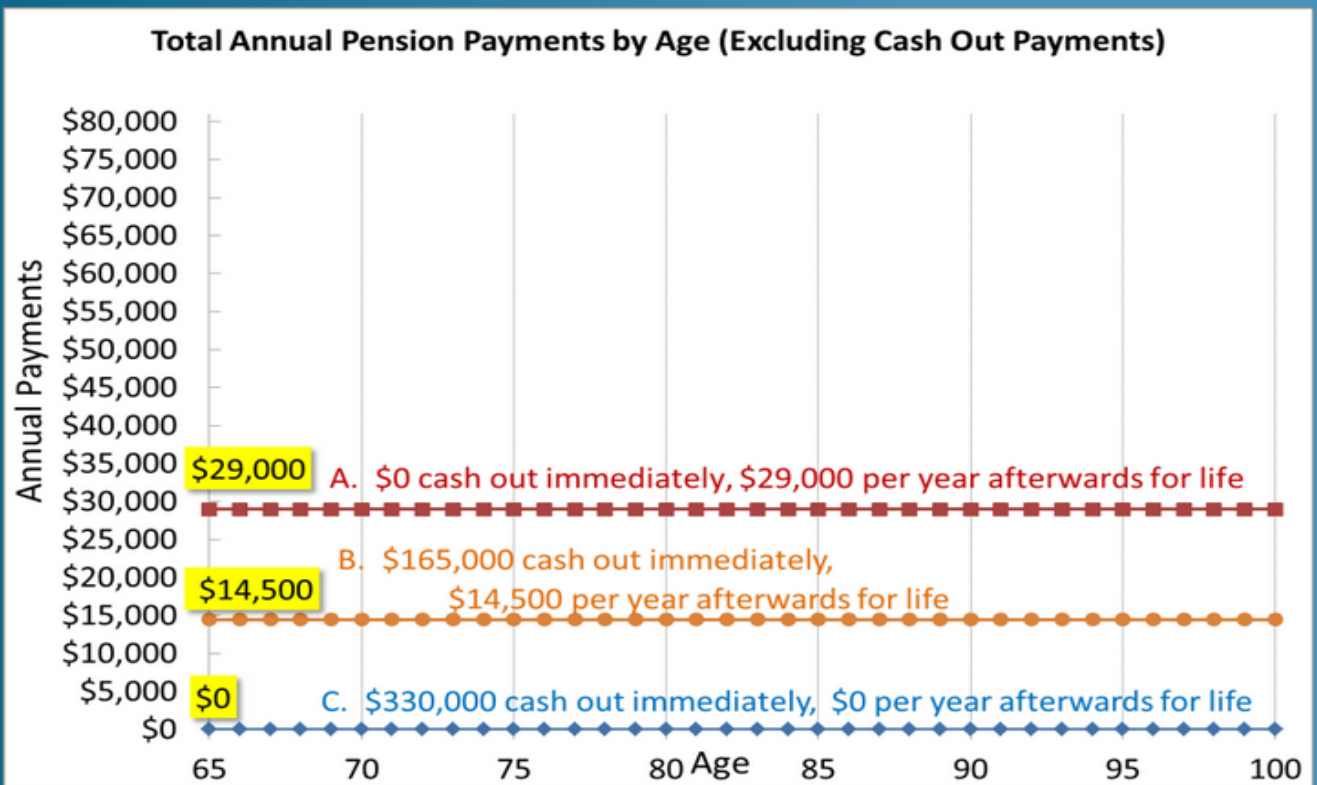 Total Annual Pension Payments by Age (Excluding Cash Out Payments)
Annual Payments
$80,000
$75,000
$70,000
$65,000
$60,000
$55,000
$50,000
$45,000
$40,000
$35,000
$30,000
$25,000
$20,000
$15,000
$10,000
$5,000
$0
$29,000
A. $0 cash out immediately, $29,000 per year afterwards for life
B. $165,000 cash out immediately,
$14,500 per year afterwards for life
$14,500
$0
C. $330,000 cash out immediately, $0 per year afterwards for life
65 70 75 80 85 90 95 100
Age